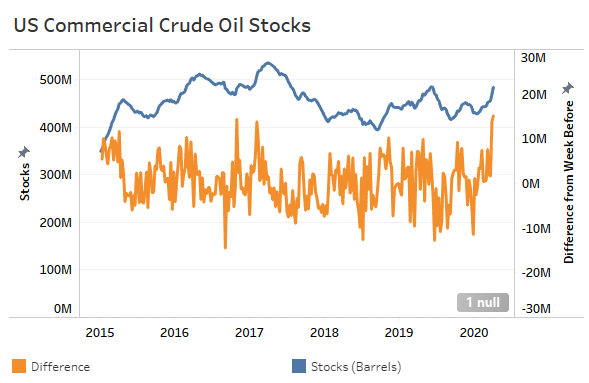 US Commercial Crude Oil Stocks
Stocks
500M
400M
300M
200M
100M
0M
30M
20M
10M
0M
-10M
-20M
-30M
Difference from Week Before
1 null
2015 2016 2017 2018 2019 2020
Difference Stocks (Barrels)